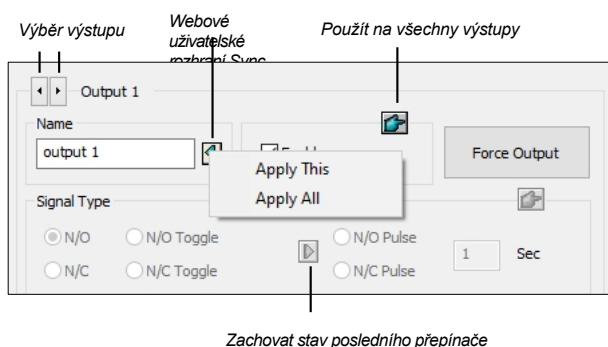 Výběr výstupu
Webové
uživatelské
rozhraní Sync
Použít na všechny výstupy
Output 1
Name
output 1
Force Output
Apply This
Apply All
Signal Type
N/O
N/O Toggle
N/O Pulse
1
Sec
N/C
N/C Toggle
N/C Pulse
Zachovat stav posledního přepínače